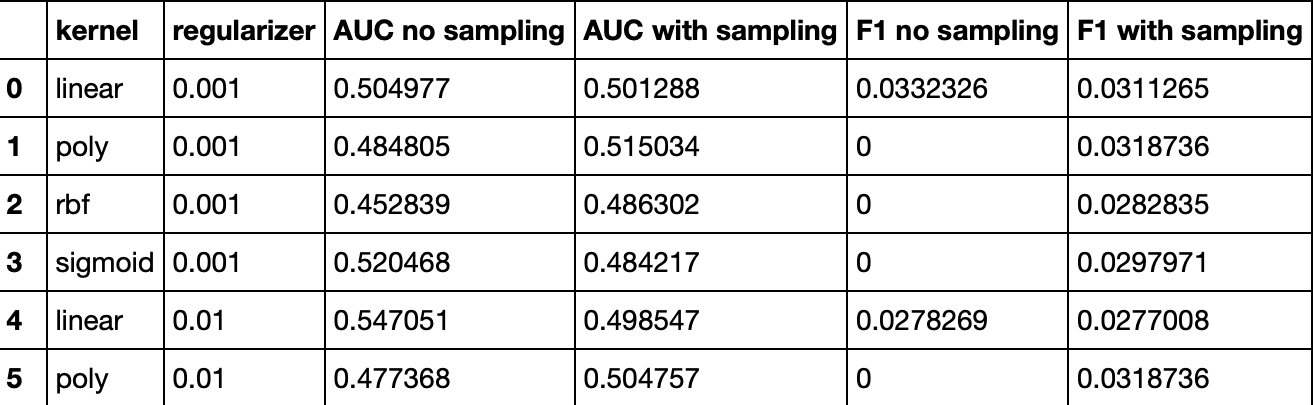 kernel regularizer AUC no sampling AUC with sampling F1 no sampling F1 with sampling
0 linear 0.001 0.504977 0.501288 0.0332326 0.0311265
1 poly 0.001 0.484805 0.515034 0 0.0318736
2 rbf 0.001 0.452839 0.486302 0 0.0282835
3 sigmoid 0.001 0.520468 0.484217 0 0.0297971
4 linear 0.01 0.547051 0.498547 0.0278269 0.0277008
5 poly 0.01 0.477368 0.504757 0 0.0318736